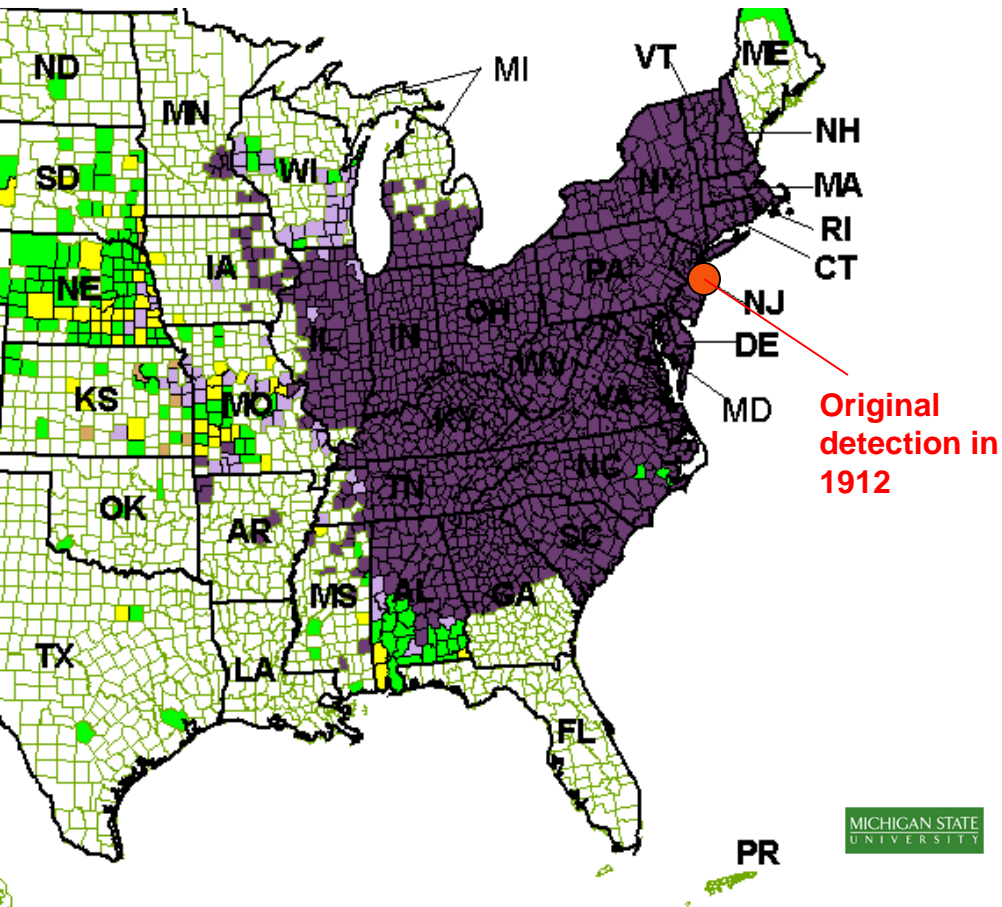 VT
ME
MI
ND
MN
NH
SD
WI
NY
MA
RI
CT
IA
PA
NE
NJ
OH
IL
IN
DE
WV
KS
MO
VA
MD
KY
Original
detection in
1912
NC
TN
OK
AR
SC
MS
AL
GA
TX
LA
FL
MICHIGAN STATE
UNIVERSITY
PR